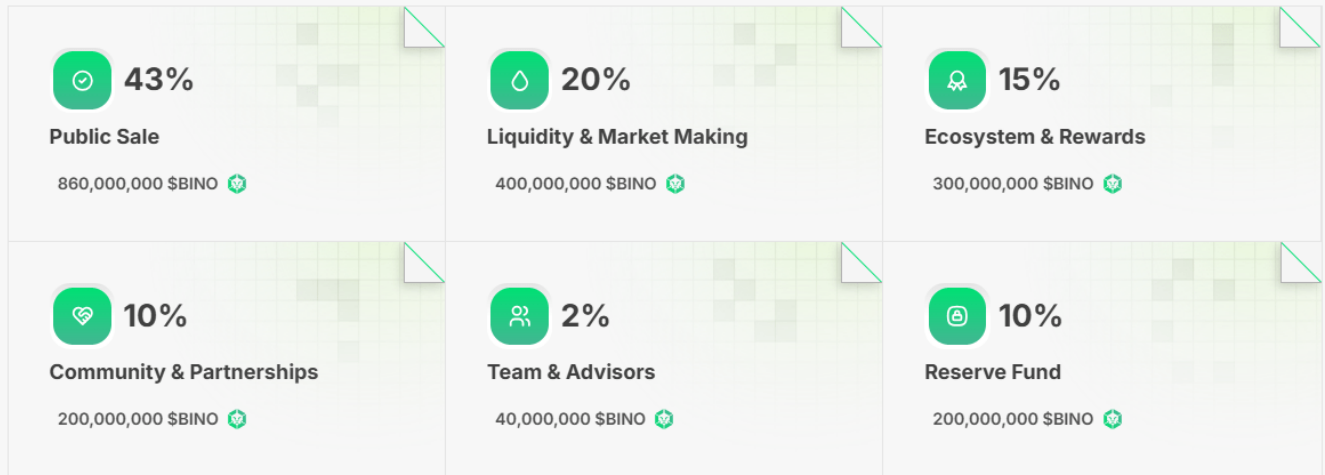 43%
Public Sale
860,000,000 $BINO
20%
Liquidity & Market Making
400,000,000 $BINO
15%
Ecosystem & Rewards
300,000,000 $BINO
10%
Community & Partnerships
200,000,000 $BINO
2%
Team & Advisors
40,000,000 $BINO
10%
Reserve Fund
200,000,000 $BINO